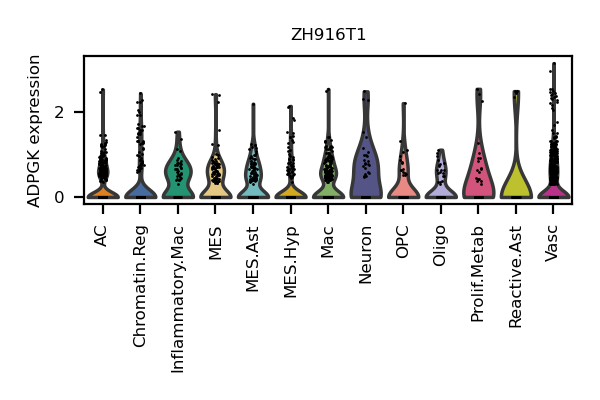 ZH916T1
ADPGK expression
2
0
AC
Chromatin.Reg
Inflammatory.Mac
MES
MES.Ast
MES.Hyp
Mac
Neuron
OPC
Oligo
Prolif.Metab
Reactive.Ast
Vasc